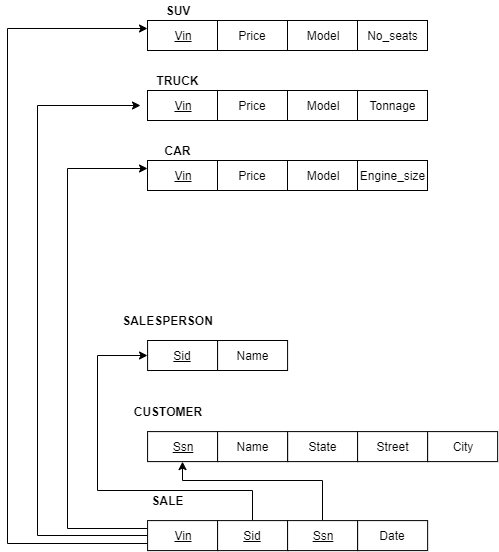 SUV
Vin Price Model No_seats
TRUCK
Vin Price Model Tonnage
CAR
Vin Price Model Engine_size
SALESPERSON
Sid Name
CUSTOMER
Ssn Name State Street City
SALE
Vin Sid Ssn Date